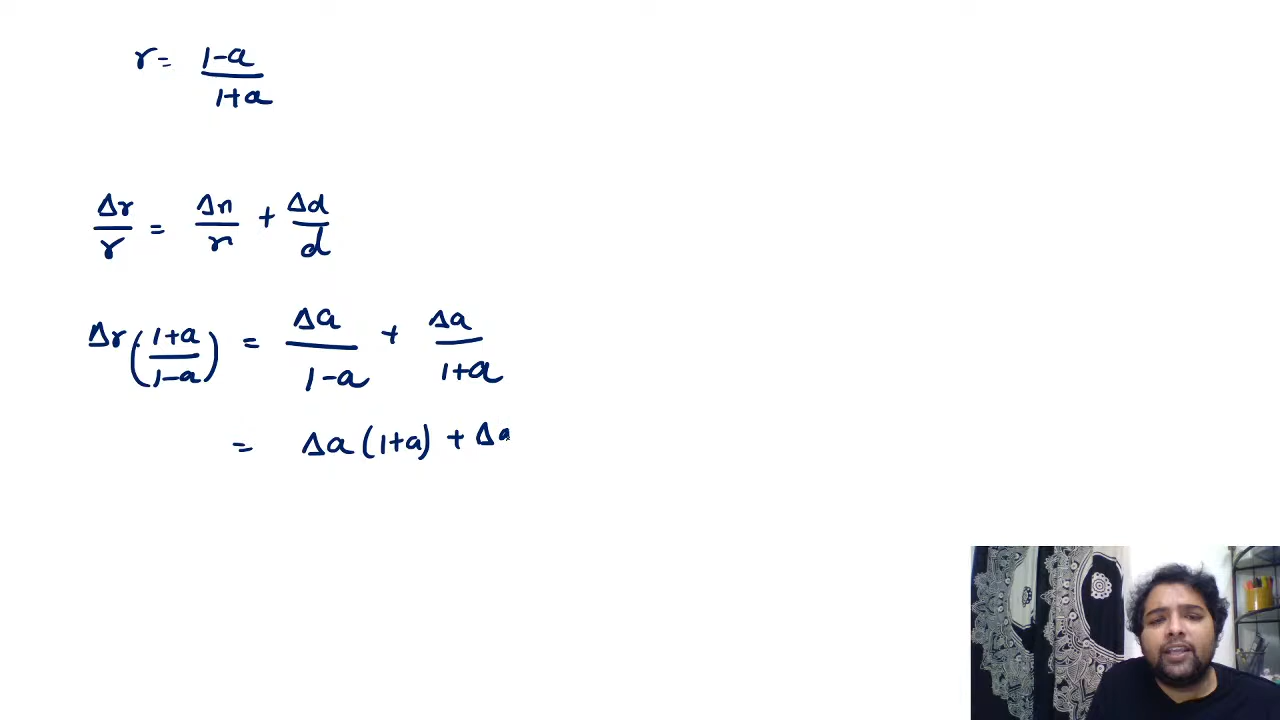 r = 1-a
1+a
Δr/r = Δn/n + Δd/d
Δr (1+a/1-a) = Δa/1-a + Δa/1+a
= Δa (1+a) + Δa